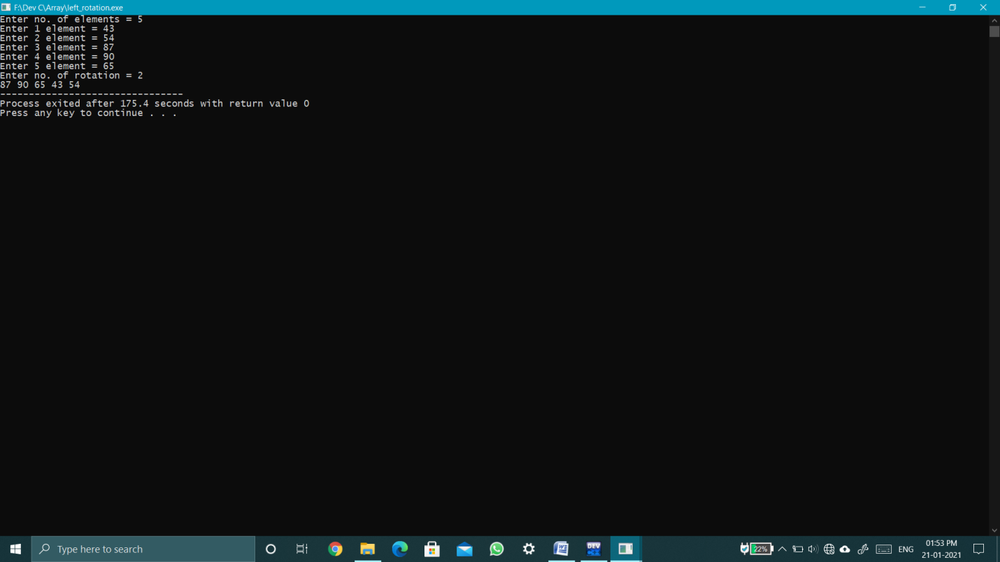 F:\Dev C\Array\left_rotation.exe
Enter no. of elements = 5
Enter 1 element = 43
Enter 2 element = 54
Enter 3 element = 87
Enter 4 element = 90
Enter 5 element = 65
Enter no. of rotation = 2
87 90 65 43 54
--------------------------------
Process exited after 175.4 seconds with return value 0
Press any key to continue . . .
Type here to search
W
DEV
C++
22%
ENG
01:53 PM
21-01-2021